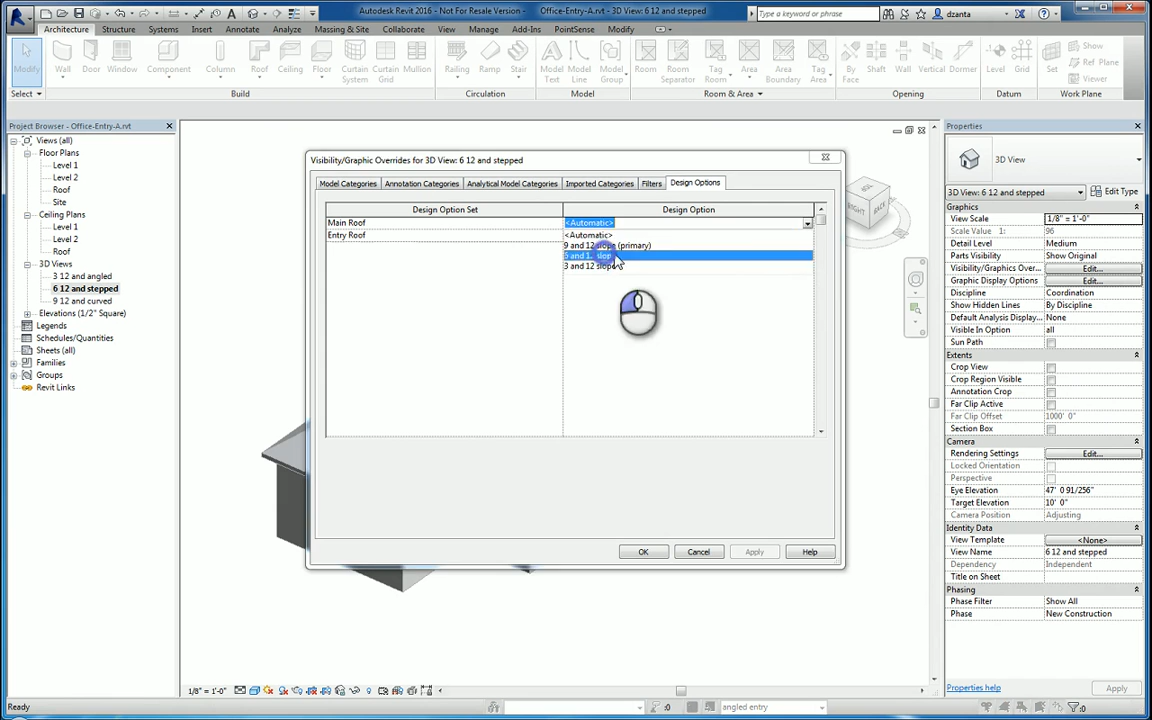 Autodesk Revit 2016 - Not For Resale Version - Office-Entry-A.rvt - 3D View: 6 12 and stepped
Type a keyword or phrase
dzanta
Architecture Structure Systems Insert Annotate Analyze Massing & Site Collaborate View Manage Add-Ins PointSense Modify
Modify Wall Door Window Component Column Roof Ceiling Floor Curtain System Curtain Grid Mullion Railing Ramp Stair Model Text Model Line Model Group Room Room Separator Tag Room Area Area Boundary Tag Area By Face Shaft Wall Vertical Dormer Level Grid Set Show Ref Plane Viewer
Select Build Circulation Model Room & Area Opening Datum Work Plane
Project Browser - Office-Entry-A.rvt
Views (all)
Floor Plans
Level 1
Level 2
Roof
Site
Ceiling Plans
Level 1
Level 2
Roof
3D Views
3 12 and angled
6 12 and stepped
9 12 and curved
Elevations (1/2" Square)
Legends
Schedules/Quantities
Sheets (all)
Families
Groups
Revit Links
Visibility/Graphic Overrides for 3D View: 6 12 and stepped
Model Categories Annotation Categories Analytical Model Categories Imported Categories Filters Design Options
Design Option Set Design Option
Main Roof <Automatic>
Entry Roof <Automatic>
9 and 12 slope (primary)
6 and 12 slope
3 and 12 slope
OK Cancel Apply Help
TOP
RIGHT
BACK
Properties
3D View
3D View: 6 12 and stepped Edit Type
Graphics
View Scale 1/8" = 1'-0"
Scale Value 1: 96
Detail Level Medium
Parts Visibility Show Original
Visibility/Graphics Over... Edit...
Graphic Display Options Edit...
Discipline Coordination
Show Hidden Lines By Discipline
Default Analysis Display... None
Visible In Option all
Sun Path
Extents
Crop View
Crop Region Visible
Annotation Crop
Far Clip Active
Far Clip Offset 1000' 0"
Section Box
Camera
Rendering Settings Edit...
Locked Orientation
Perspective
Eye Elevation 47' 0 91/256"
Target Elevation 10' 0"
Camera Position Adjusting
Identity Data
View Template <None>
View Name 6 12 and stepped
Dependency Independent
Title on Sheet
Phasing
Phase Filter Show All
Phase New Construction
Properties help Apply
1/8" = 1'-0"
Ready :0 angled entry :0